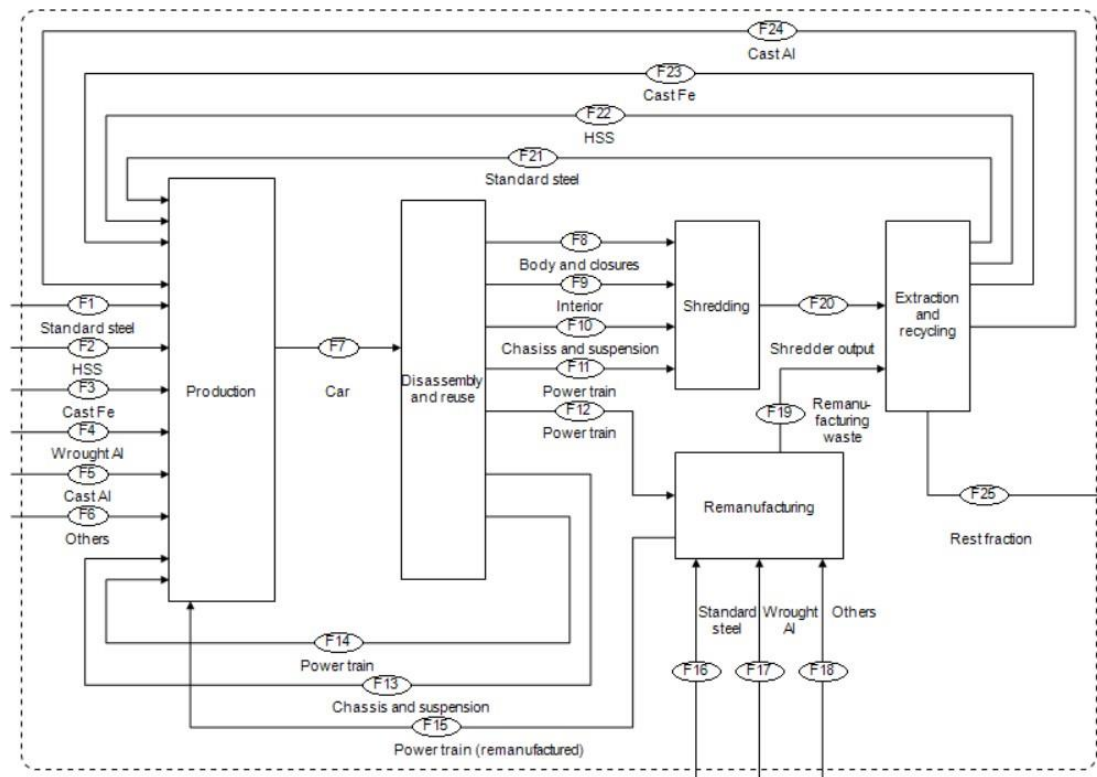 F24
Cast Al
F23
Cast Fe
F22
HSS
F21
Standard steel
F1
Standard steel
F2
HSS
F3
Cast Fe
F4
Wrought Al
F5
Cast Al
F6
Others
Production
F7
Car
Disassembly
and reuse
F8
Body and closures
F9
Interior
F10
Chasiss and suspension
F11
Power train
F12
Power train
Shredding
F20
Shredder output
Extraction
and
recycling
F19
Remanu-
facturing
waste
Remanufacturing
F25
Rest fraction
Standard
steel
Wrought
Al
Others
F16
F17
F18
F14
Power train
F13
Chassis and suspension
F15
Power train (remanufactured)